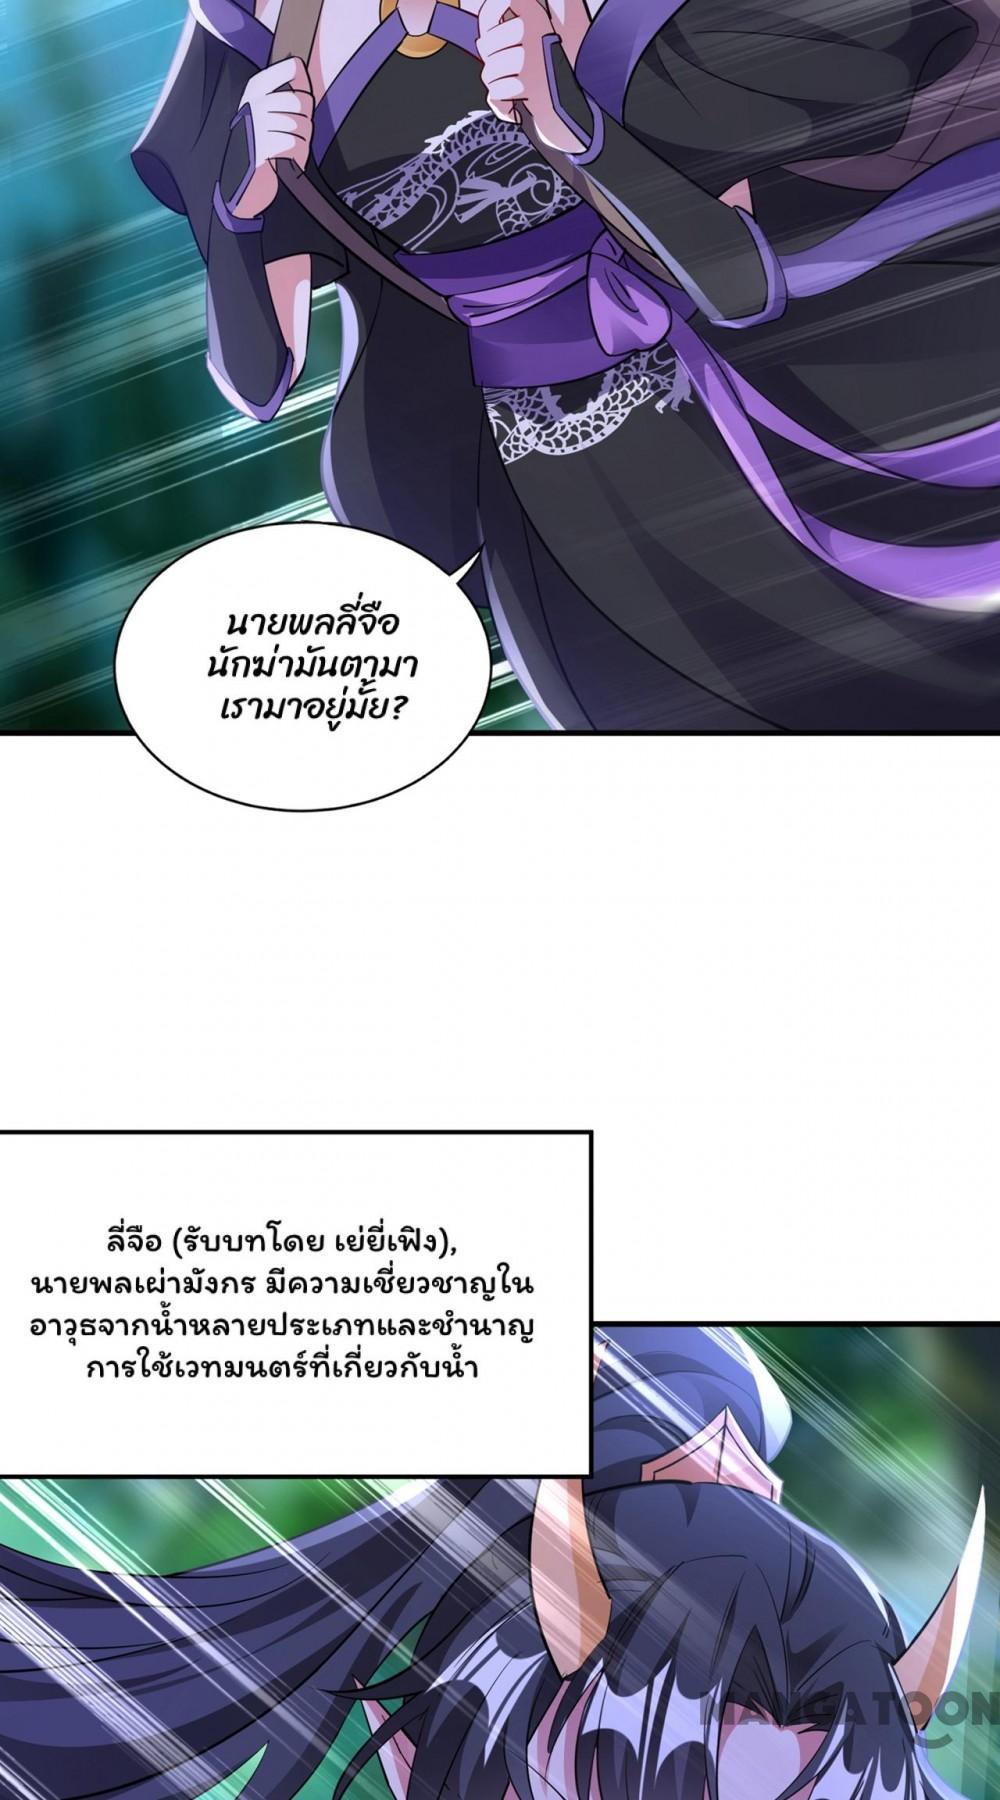 นายพลลี่จือ
นักฆ่ามันตามา
เรามาอยู่มั้ย?
ลี่จือ (รับบทโดย เย่ยี่เฟิง),
นายพลเผ่ามังกร มีความเชี่ยวชาญใน
อาวุธจากน้ำหลายประเภทและชำนาญ
การใช้เวทมนตร์ที่เกี่ยวกับน้ำ
MANGATOON